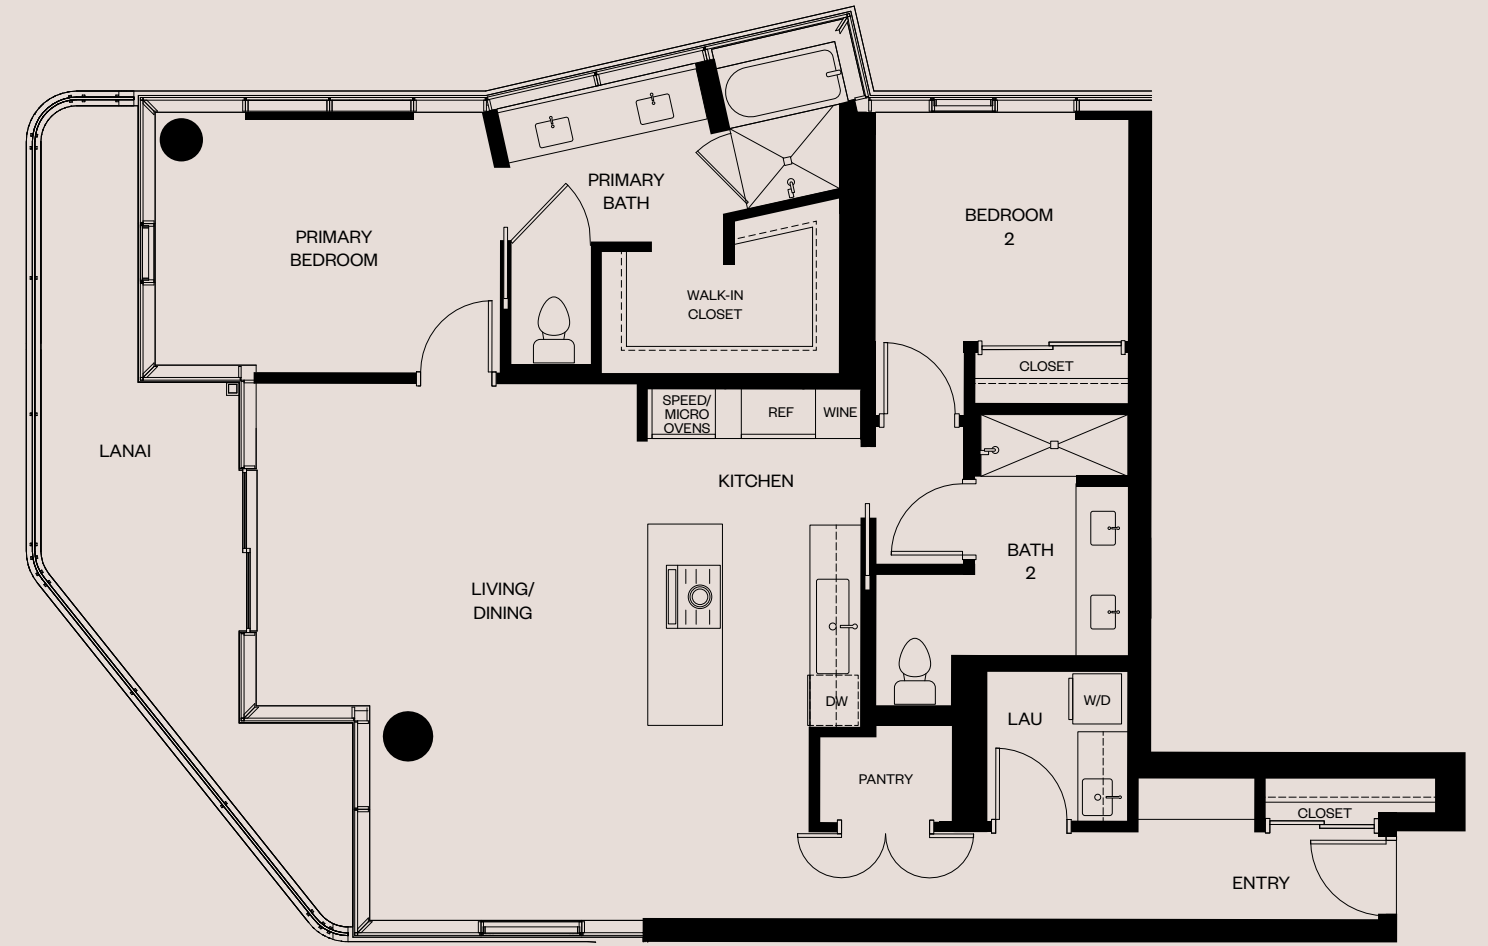 PRIMARY
BATH
BEDROOM
2
PRIMARY
BEDROOM
WALK-IN
CLOSET
CLOSET
SPEED/
MICRO
OVENS
REF
WINE
LANAI
KITCHEN
BATH
2
LIVING/
DINING
DW
W/D
LAU
PANTRY
CLOSET
ENTRY